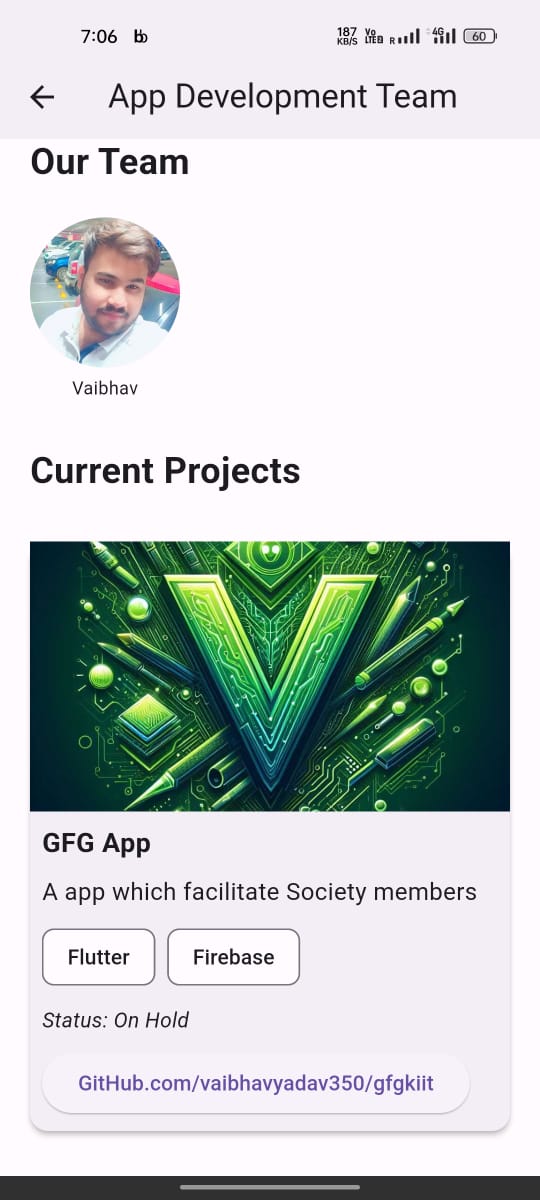 7:06
187
KB/S
Vo
LTE2
R
4G
60
App Development Team
Our Team
Vaibhav
Current Projects
V
GFG App
A app which facilitate Society members
Flutter
Firebase
Status: On Hold
GitHub.com/vaibhavyadav350/gfgkiit